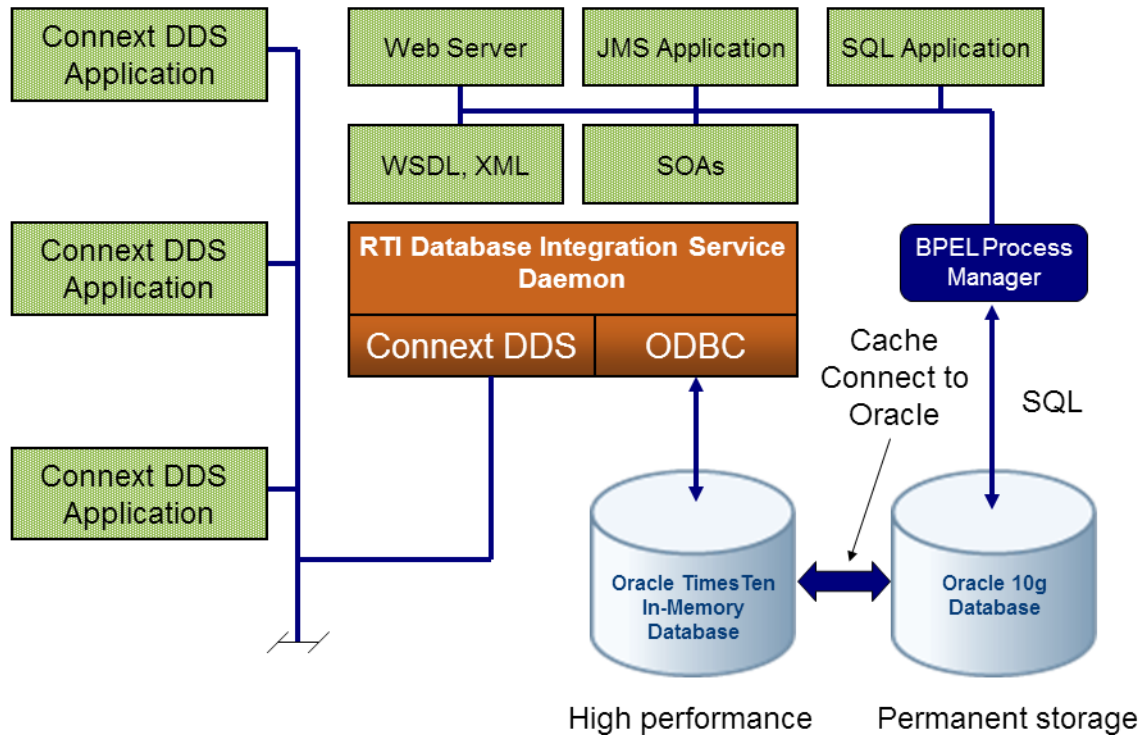 Connext DDS
Application
Web Server
JMS Application
SQL Application
WSDL, XML
SOAs
Connext DDS
Application
RTI Database Integration Service
Daemon
Connext DDS
ODBC
BPEL Process
Manager
Cache
Connect to
Oracle
SQL
Connext DDS
Application
Oracle TimesTen
In-Memory
Database
Oracle 10g
Database
High performance
Permanent storage